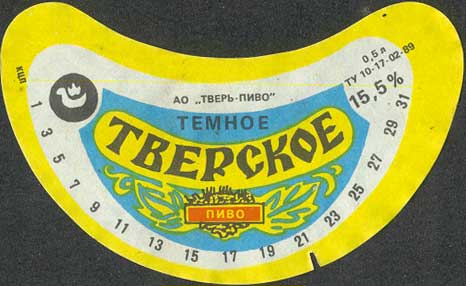 ЦПК
АО „ТВЕРЬ-ПИВО"
0,5 л
ТУ 10-17-02-89
15,5%
ТЕМНОЕ
ТВЕРСКОЕ
ПИВО
1 3 5 7 9 11 13 15 17 19 21 23 25 27 29 31